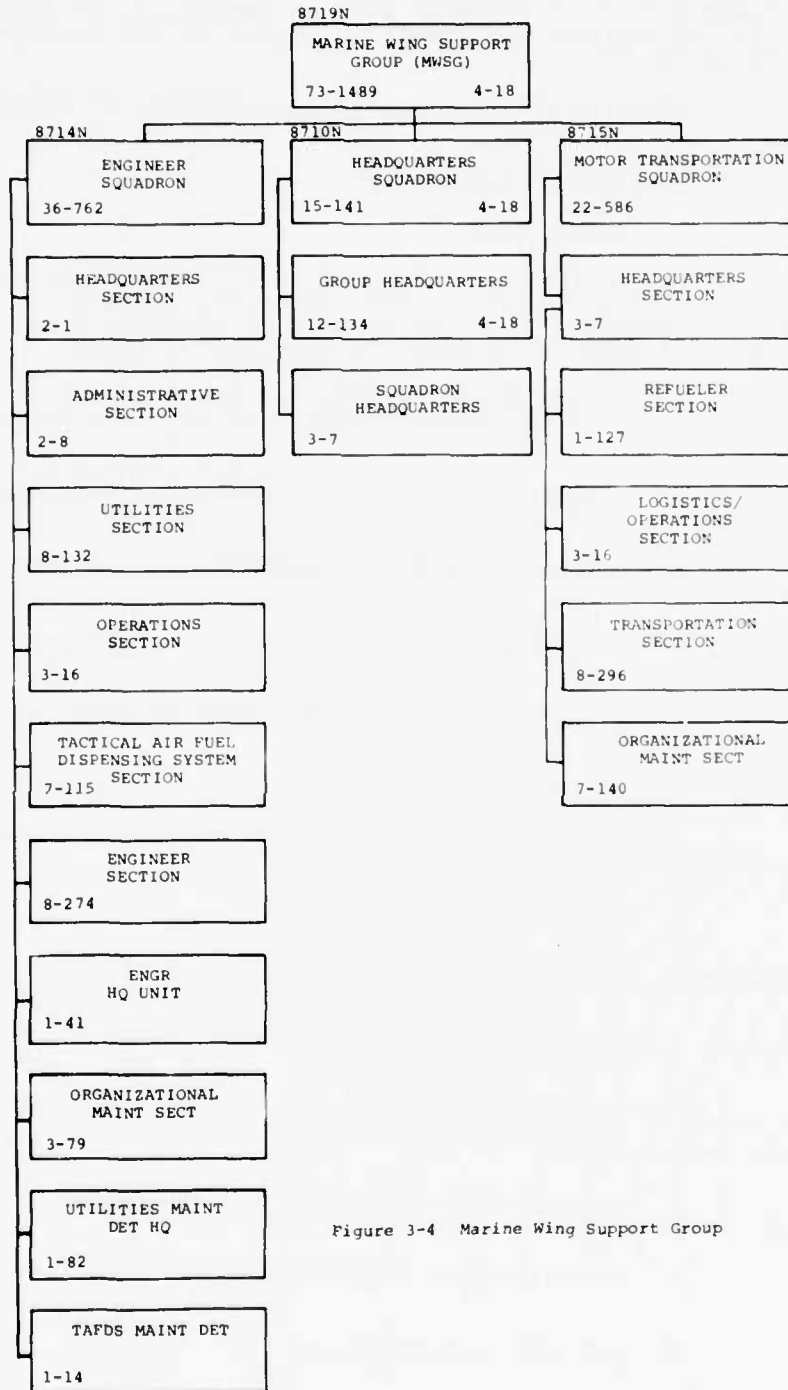 8719N
MARINE WING SUPPORT
GROUP (MWSG)
73-1489 4-18
8714N
ENGINEER
SQUADRON
36-762
HEADQUARTERS
SECTION
2-1
ADMINISTRATIVE
SECTION
2-8
UTILITIES
SECTION
8-132
OPERATIONS
SECTION
3-16
TACTICAL AIR FUEL
DISPENSING SYSTEM
SECTION
7-115
ENGINEER
SECTION
8-274
ENGR
HQ UNIT
1-41
ORGANIZATIONAL
MAINT SECT
3-79
UTILITIES MAINT
DET HQ
1-82
TAFDS MAINT DET
1-14
8710N
HEADQUARTERS
SQUADRON
15-141 4-18
GROUP HEADQUARTERS
12-134 4-18
SQUADRON
HEADQUARTERS
3-7
8715N
MOTOR TRANSPORTATION
SQUADRON
22-586
HEADQUARTERS
SECTION
3-7
REFUELER
SECTION
1-127
LOGISTICS/
OPERATIONS
SECTION
3-16
TRANSPORTATION
SECTION
8-296
ORGANIZATIONAL
MAINT SECT
7-140
Figure 3-4 Marine Wing Support Group